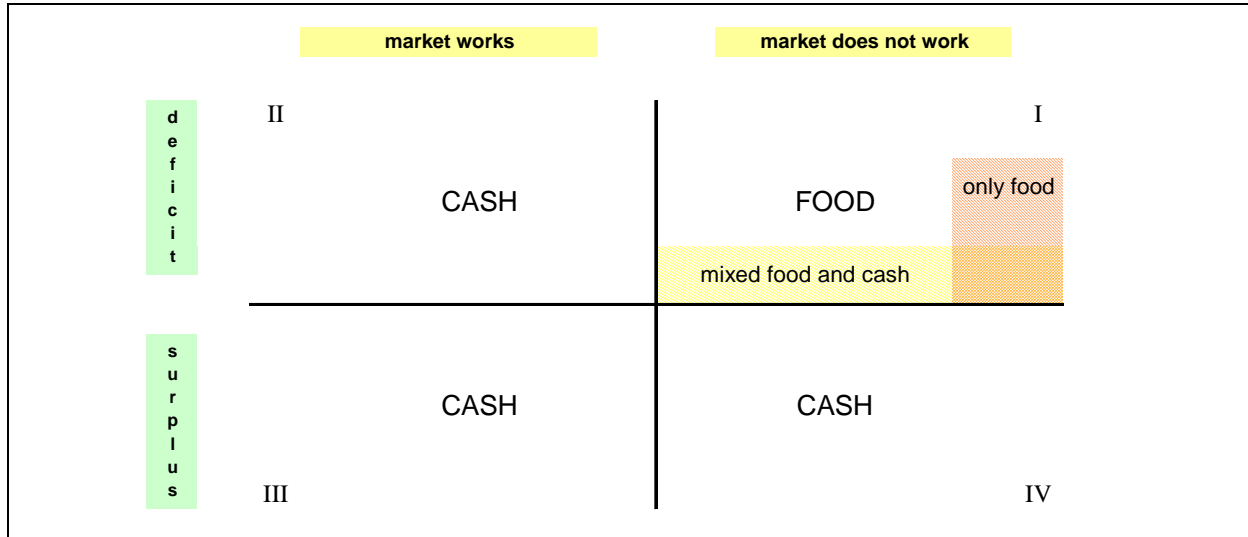 market works
market does not work
deficit
II
I
CASH
FOOD
only food
mixed food and cash
surplus
CASH
CASH
III
IV